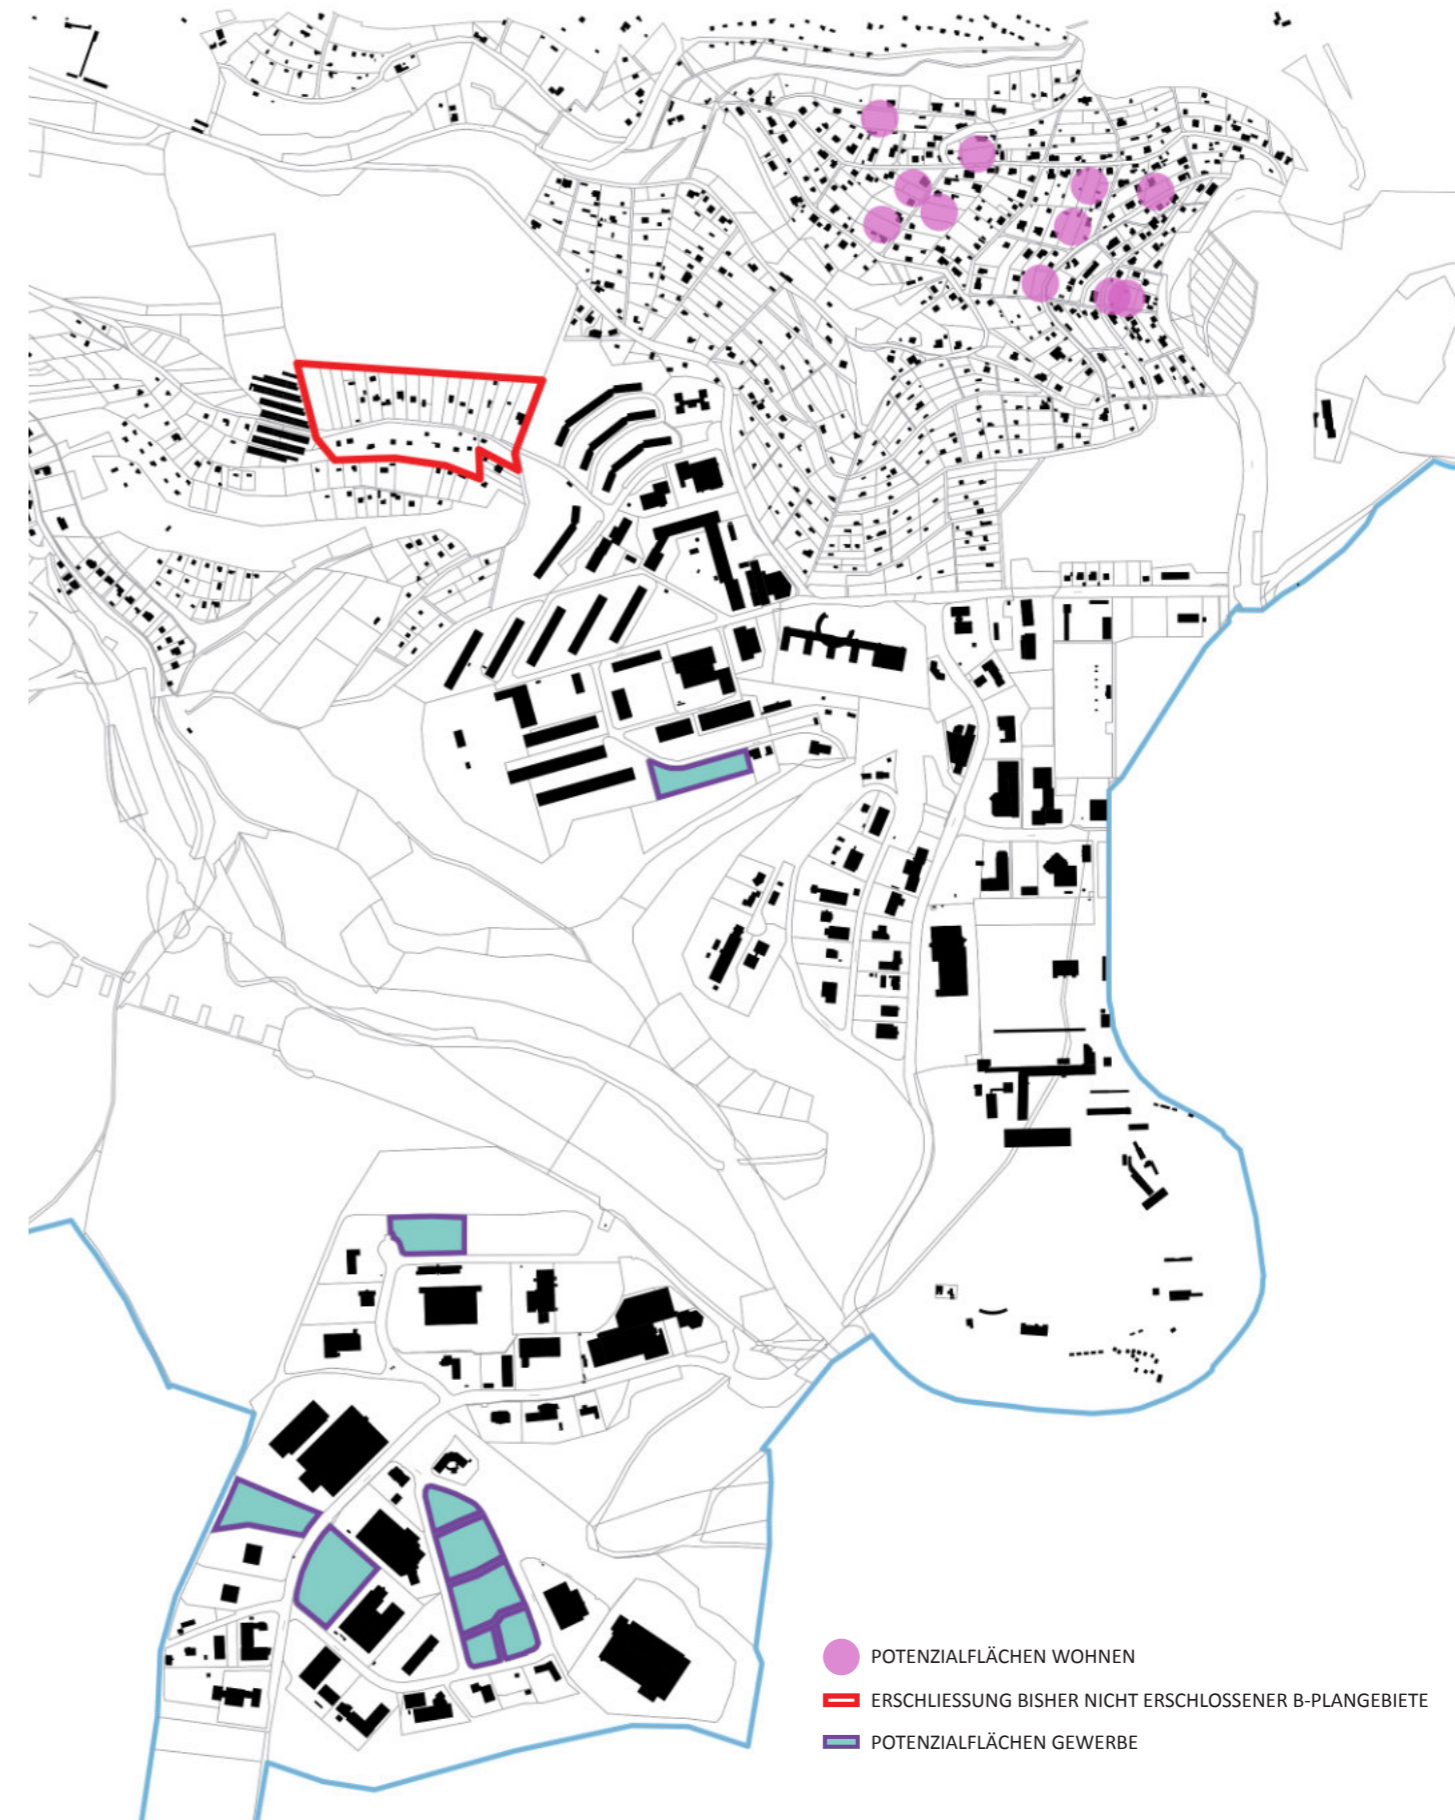 POTENZIALFLÄCHEN WOHNEN
ERSCHLIESSUNG BISHER NICHT ERSCHLOSSENER B-PLANGEBIETE
POTENZIALFLÄCHEN GEWERBE